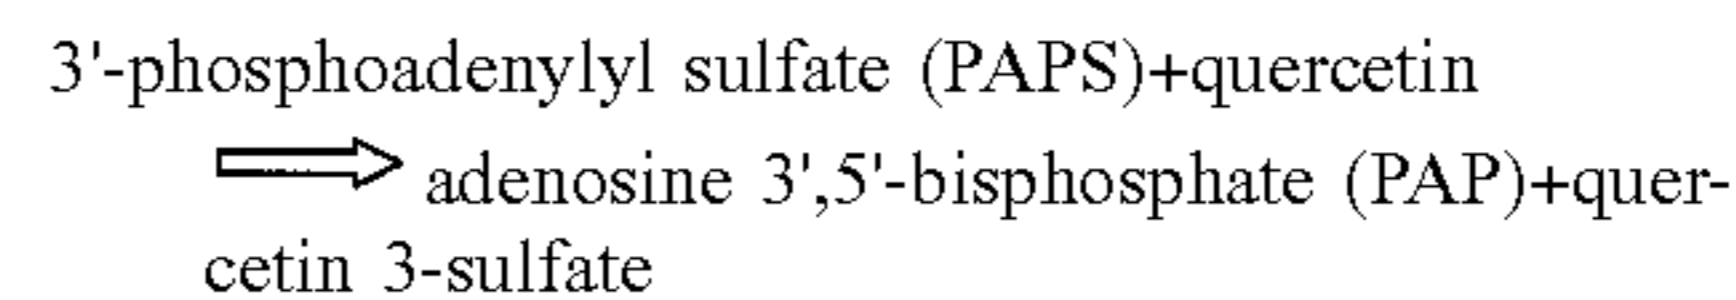 3'-phosphoadenylyl sulfate (PAPS)+quercetin
⇒ adenosine 3',5'-bisphosphate (PAP)+quer-
cetin 3-sulfate